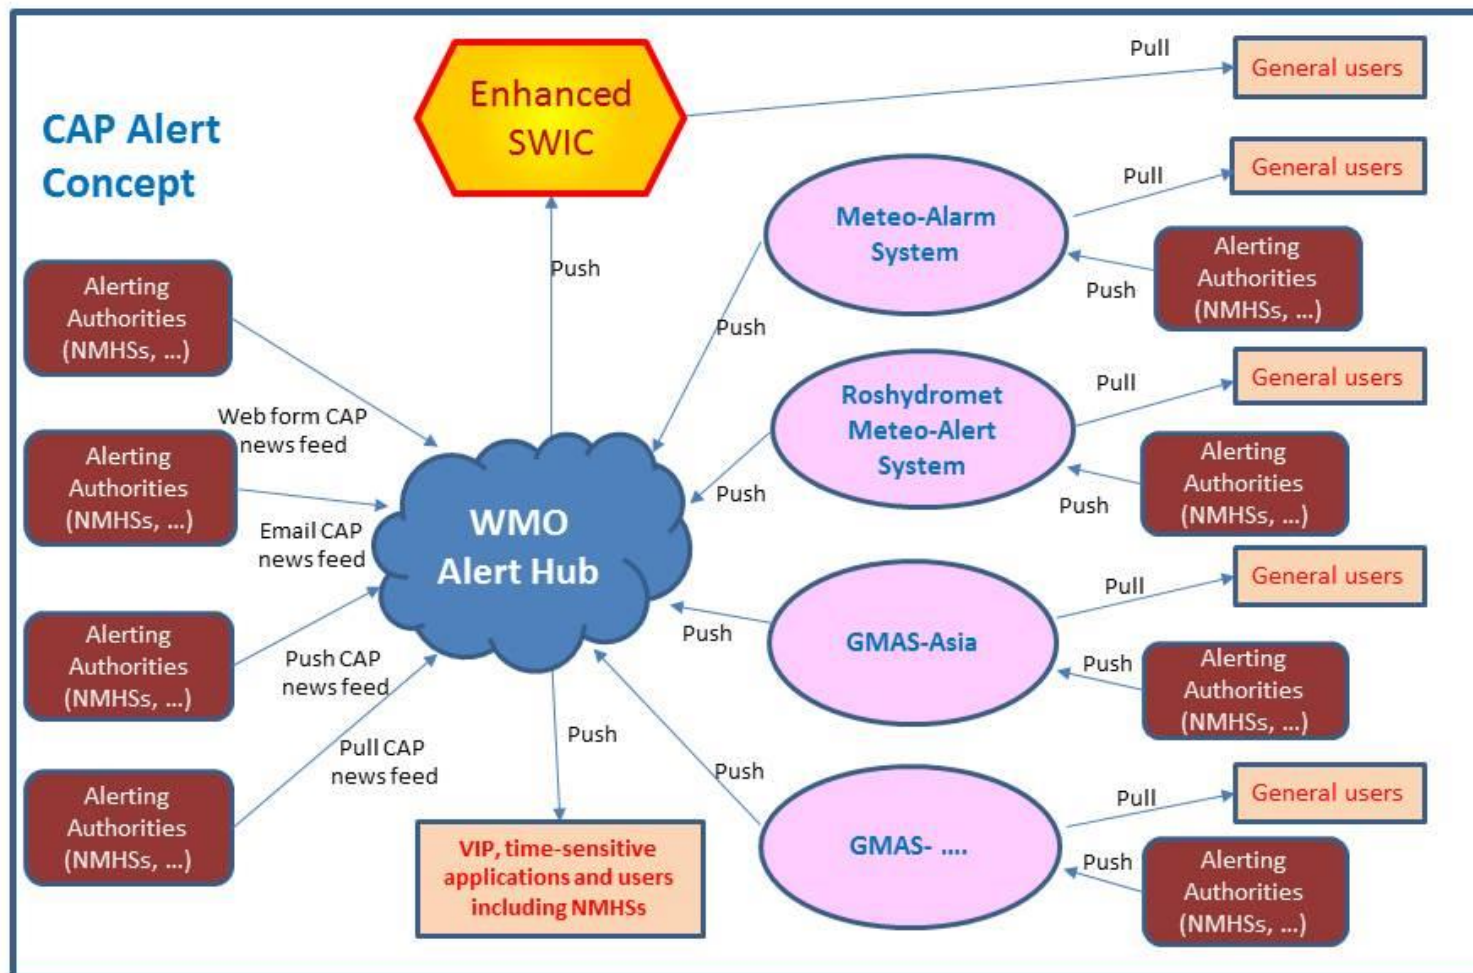 CAP Alert
Concept
Enhanced
SWIC
Pull
General users
Pull
General users
Meteo-Alarm
System
Alerting
Authorities
(NMHSs, ...)
Push
Push
Push
Alerting
Authorities
(NMHSs, ...)
Web form CAP
news feed
Roshydromet
Meteo-Alert
System
Pull
General users
Alerting
Authorities
(NMHSs, ...)
Push
Push
Alerting
Authorities
(NMHSs, ...)
Email CAP
news feed
WMO
Alert Hub
GMAS-Asia
Pull
General users
Push
Alerting
Authorities
(NMHSs, ...)
Push
Alerting
Authorities
(NMHSs, ...)
Push CAP
news feed
Pull CAP
news feed
Alerting
Authorities
(NMHSs, ...)
Push
VIP, time-sensitive
applications and users
including NMHSs
Push
GMAS- ....
Pull
General users
Push
Alerting
Authorities
(NMHSs, ...)